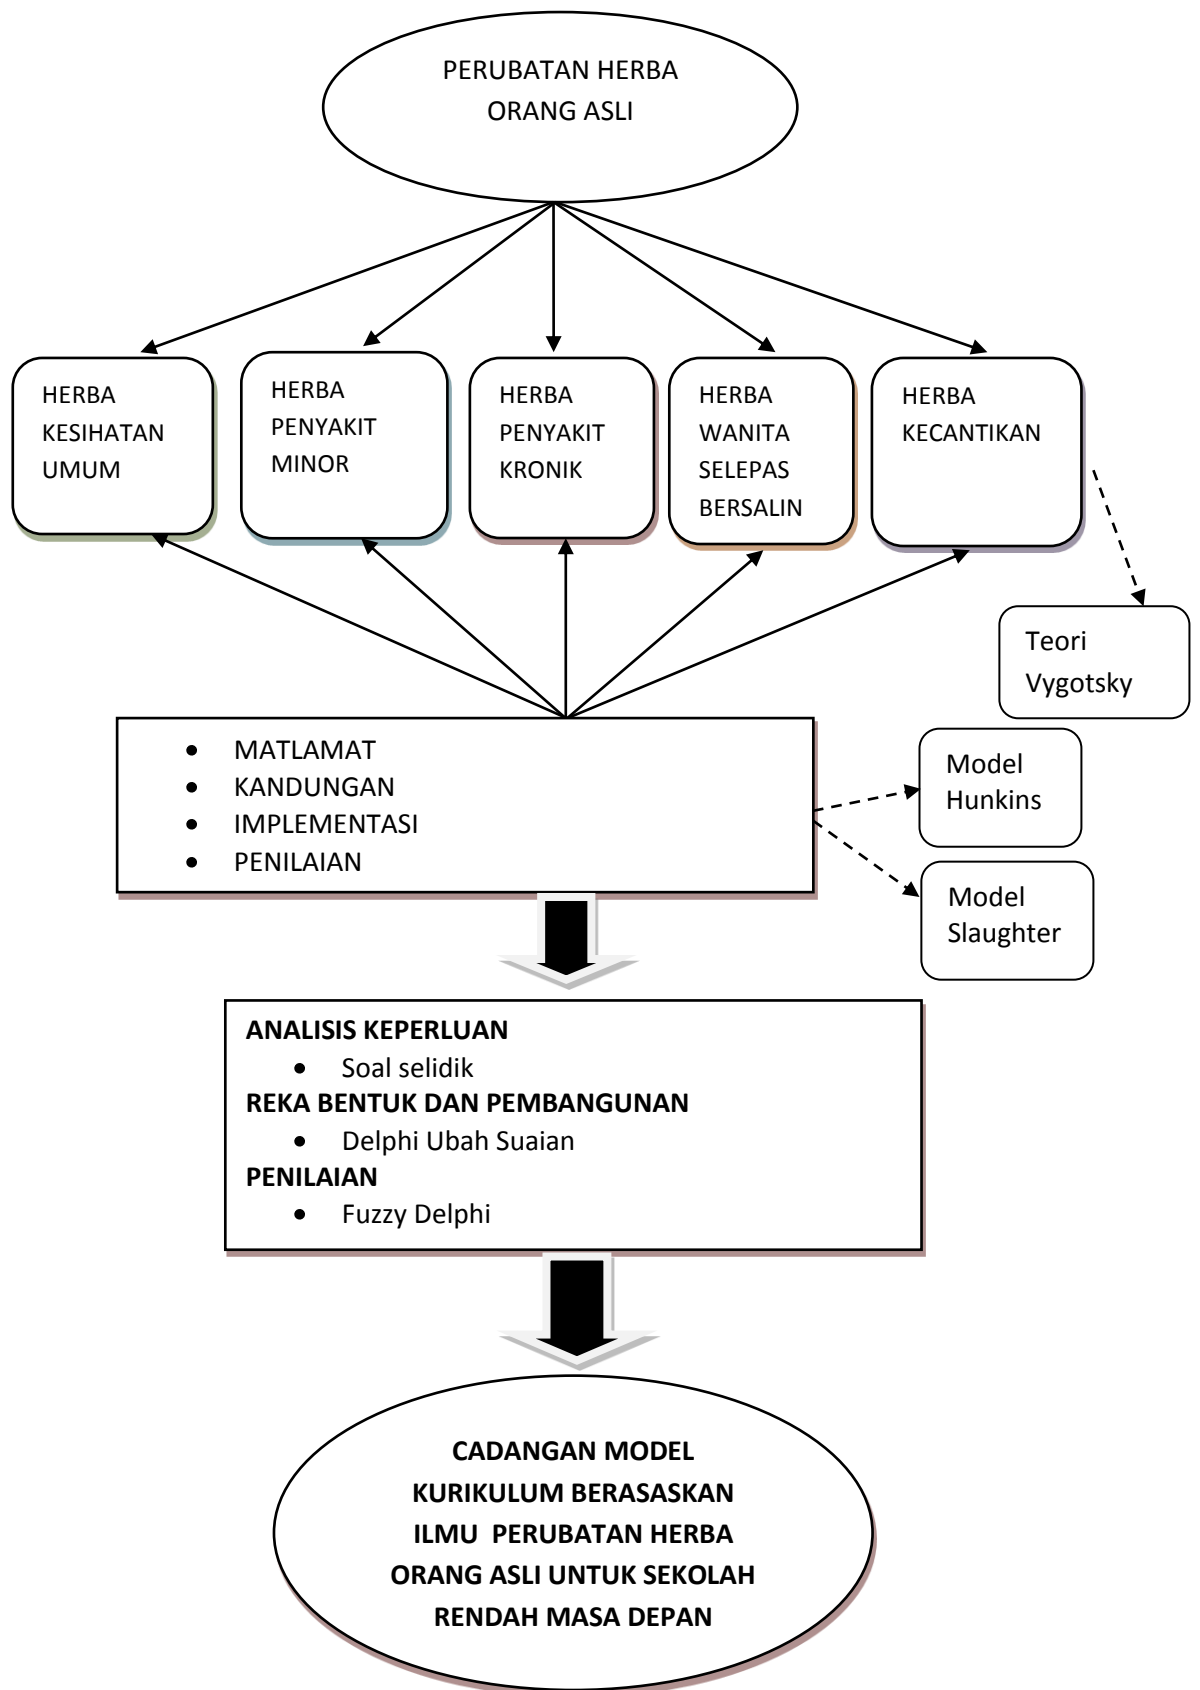 PERUBATAN HERBA
ORANG ASLI
HERBA
KESIHATAN
UMUM
HERBA
PENYAKIT
MINOR
HERBA
PENYAKIT
KRONIK
HERBA
WANITA
SELEPAS
BERSALIN
HERBA
KECANTIKAN
Teori
Vygotsky
• MATLAMAT
• KANDUNGAN
• IMPLEMENTASI
• PENILAIAN
Model
Hunkins
Model
Slaughter
ANALISIS KEPERLUAN
• Soal selidik
REKA BENTUK DAN PEMBANGUNAN
• Delphi Ubah Suaian
PENILAIAN
• Fuzzy Delphi
CADANGAN MODEL
KURIKULUM BERASASKAN
ILMU PERUBATAN HERBA
ORANG ASLI UNTUK SEKOLAH
RENDAH MASA DEPAN